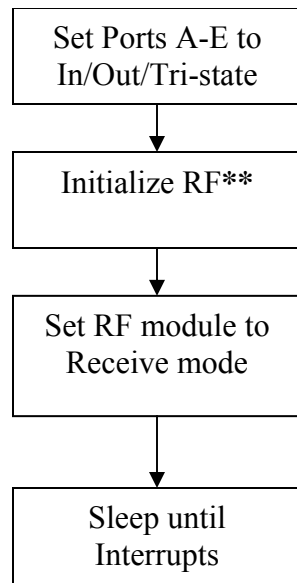 Set Ports A-E to
In/Out/Tri-state
Initialize RF**
Set RF module to
Receive mode
Sleep until
Interrupts